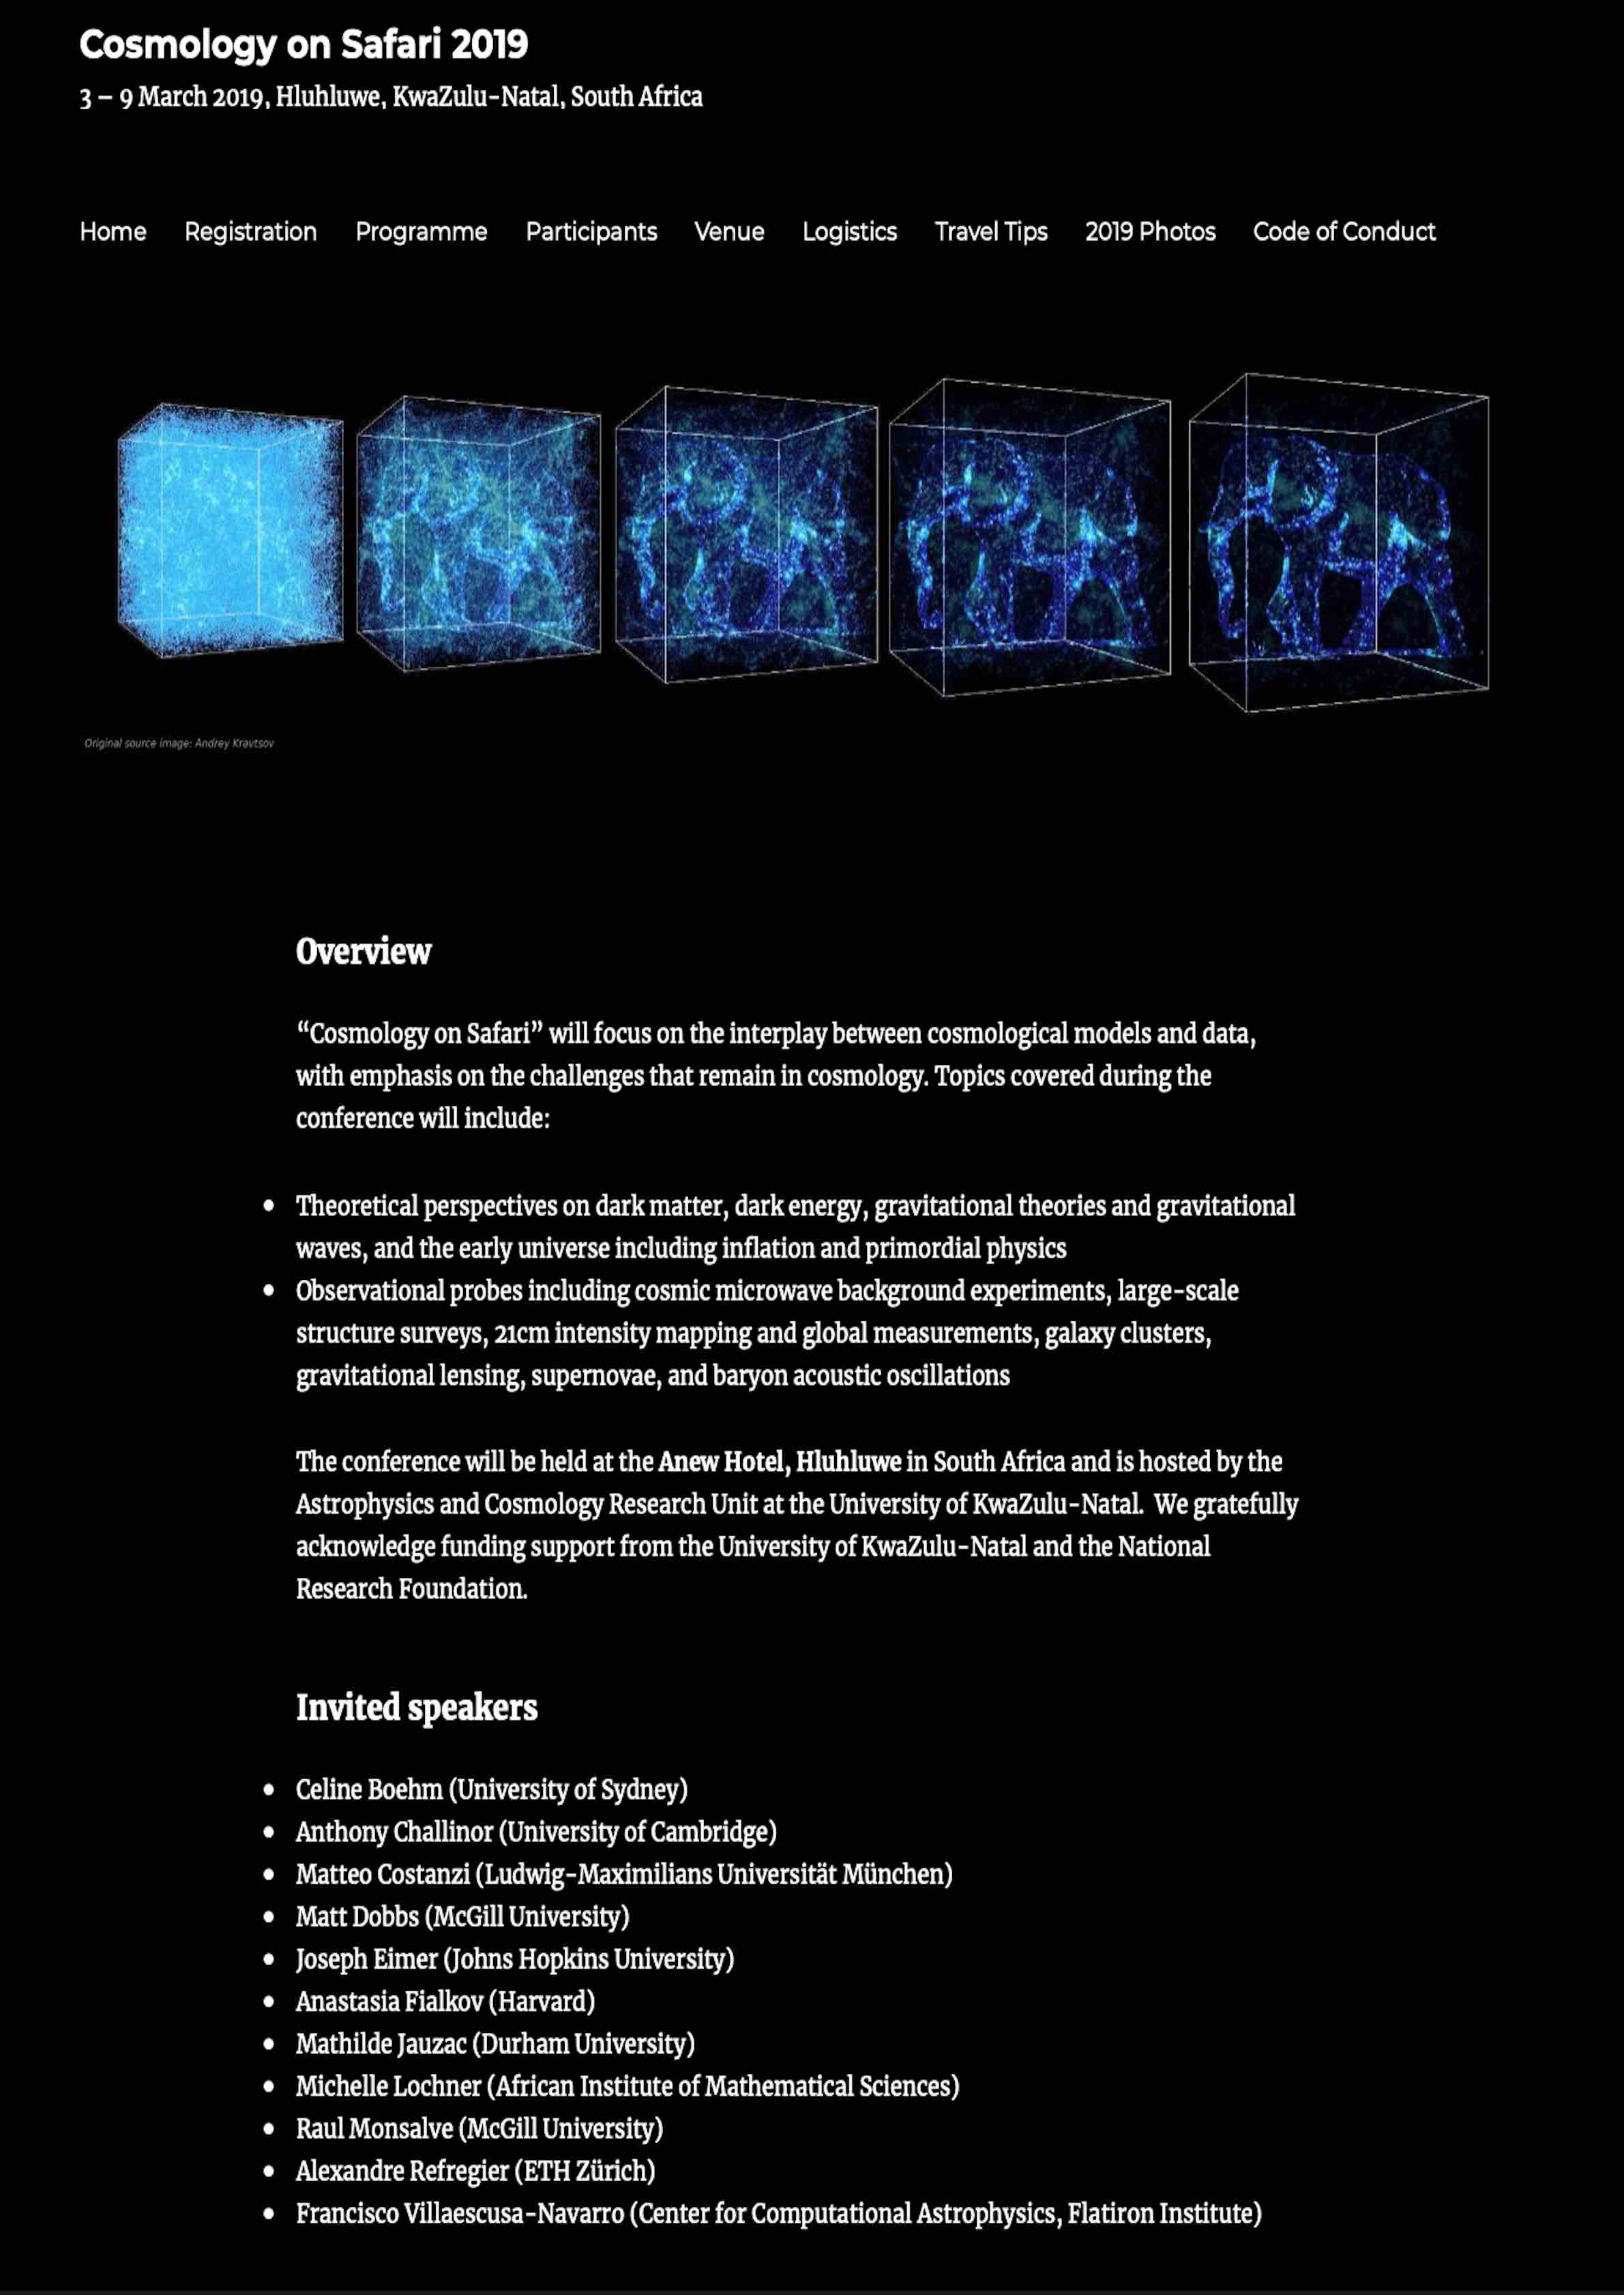 Cosmology on Safari 2019
3 – 9 March 2019, Hluhluwe, KwaZulu-Natal, South Africa
Home Registration Programme Participants Venue Logistics Travel Tips 2019 Photos Code of Conduct
Original source image: Andrey Kravtsov
Overview
“Cosmology on Safari” will focus on the interplay between cosmological models and data,
with emphasis on the challenges that remain in cosmology. Topics covered during the
conference will include:
• Theoretical perspectives on dark matter, dark energy, gravitational theories and gravitational
waves, and the early universe including inflation and primordial physics
• Observational probes including cosmic microwave background experiments, large-scale
structure surveys, 21cm intensity mapping and global measurements, galaxy clusters,
gravitational lensing, supernovae, and baryon acoustic oscillations
The conference will be held at the Anew Hotel, Hluhluwe in South Africa and is hosted by the
Astrophysics and Cosmology Research Unit at the University of KwaZulu-Natal. We gratefully
acknowledge funding support from the University of KwaZulu-Natal and the National
Research Foundation.
Invited speakers
• Celine Boehm (University of Sydney)
• Anthony Challinor (University of Cambridge)
• Matteo Costanzi (Ludwig-Maximilians Universität München)
• Matt Dobbs (McGill University)
• Joseph Eimer (Johns Hopkins University)
• Anastasia Fialkov (Harvard)
• Mathilde Jauzac (Durham University)
• Michelle Lochner (African Institute of Mathematical Sciences)
• Raul Monsalve (McGill University)
• Alexandre Refregier (ETH Zürich)
• Francisco Villaescusa-Navarro (Center for Computational Astrophysics, Flatiron Institute)